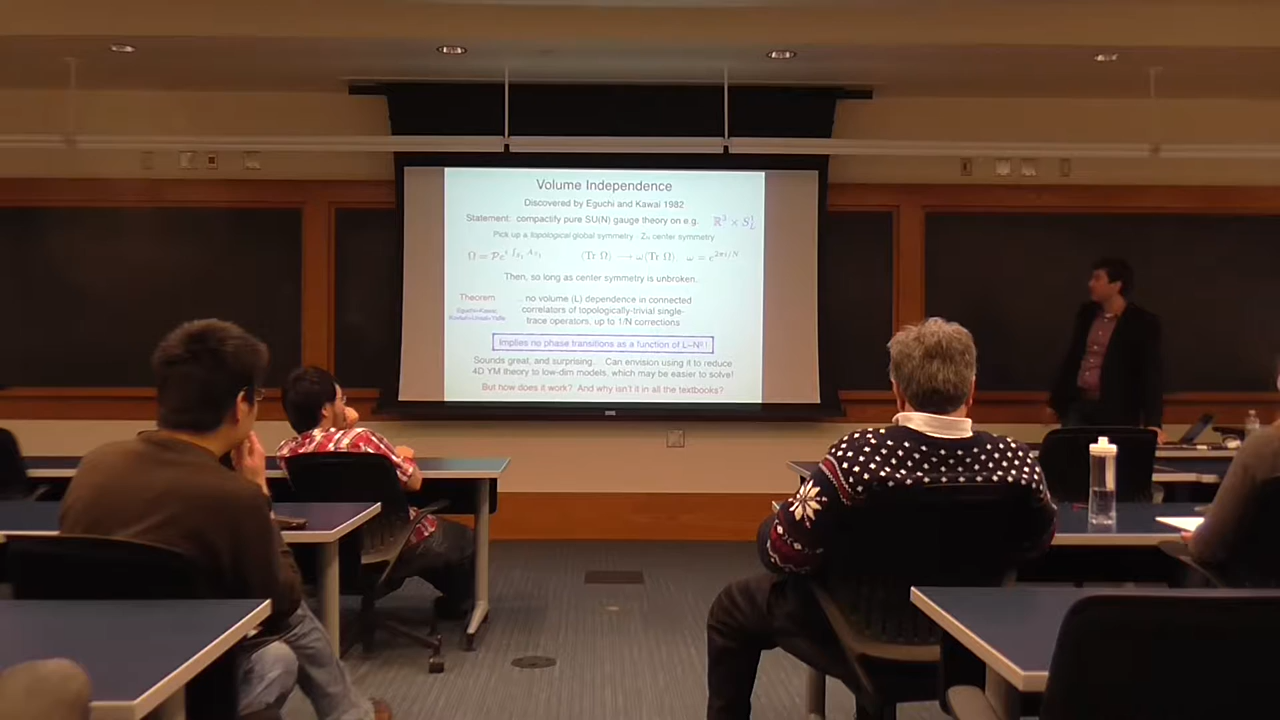 Volume Independence
Discovered by Eguchi and Kawai 1982
Statement: compactify pure SU(N) gauge theory on e.g. ℝ³ × S¹_L
Pick up a topological global symmetry - Z_N center symmetry
(Tr Ω) → ω(Tr Ω), ω = e^{2πi/N}
Then, so long as center symmetry is unbroken..
Theorem
.. no volume (L) dependence in connected
correlators of topologically-trivial single-
trace operators, up to 1/N corrections
Implies no phase transitions as a function of
Sounds great, and surprising. Can envision using it to reduce
4D YM theory to low-dim models, which may be easier to solve!
But how does it work? And why isn't it in all the textbooks?